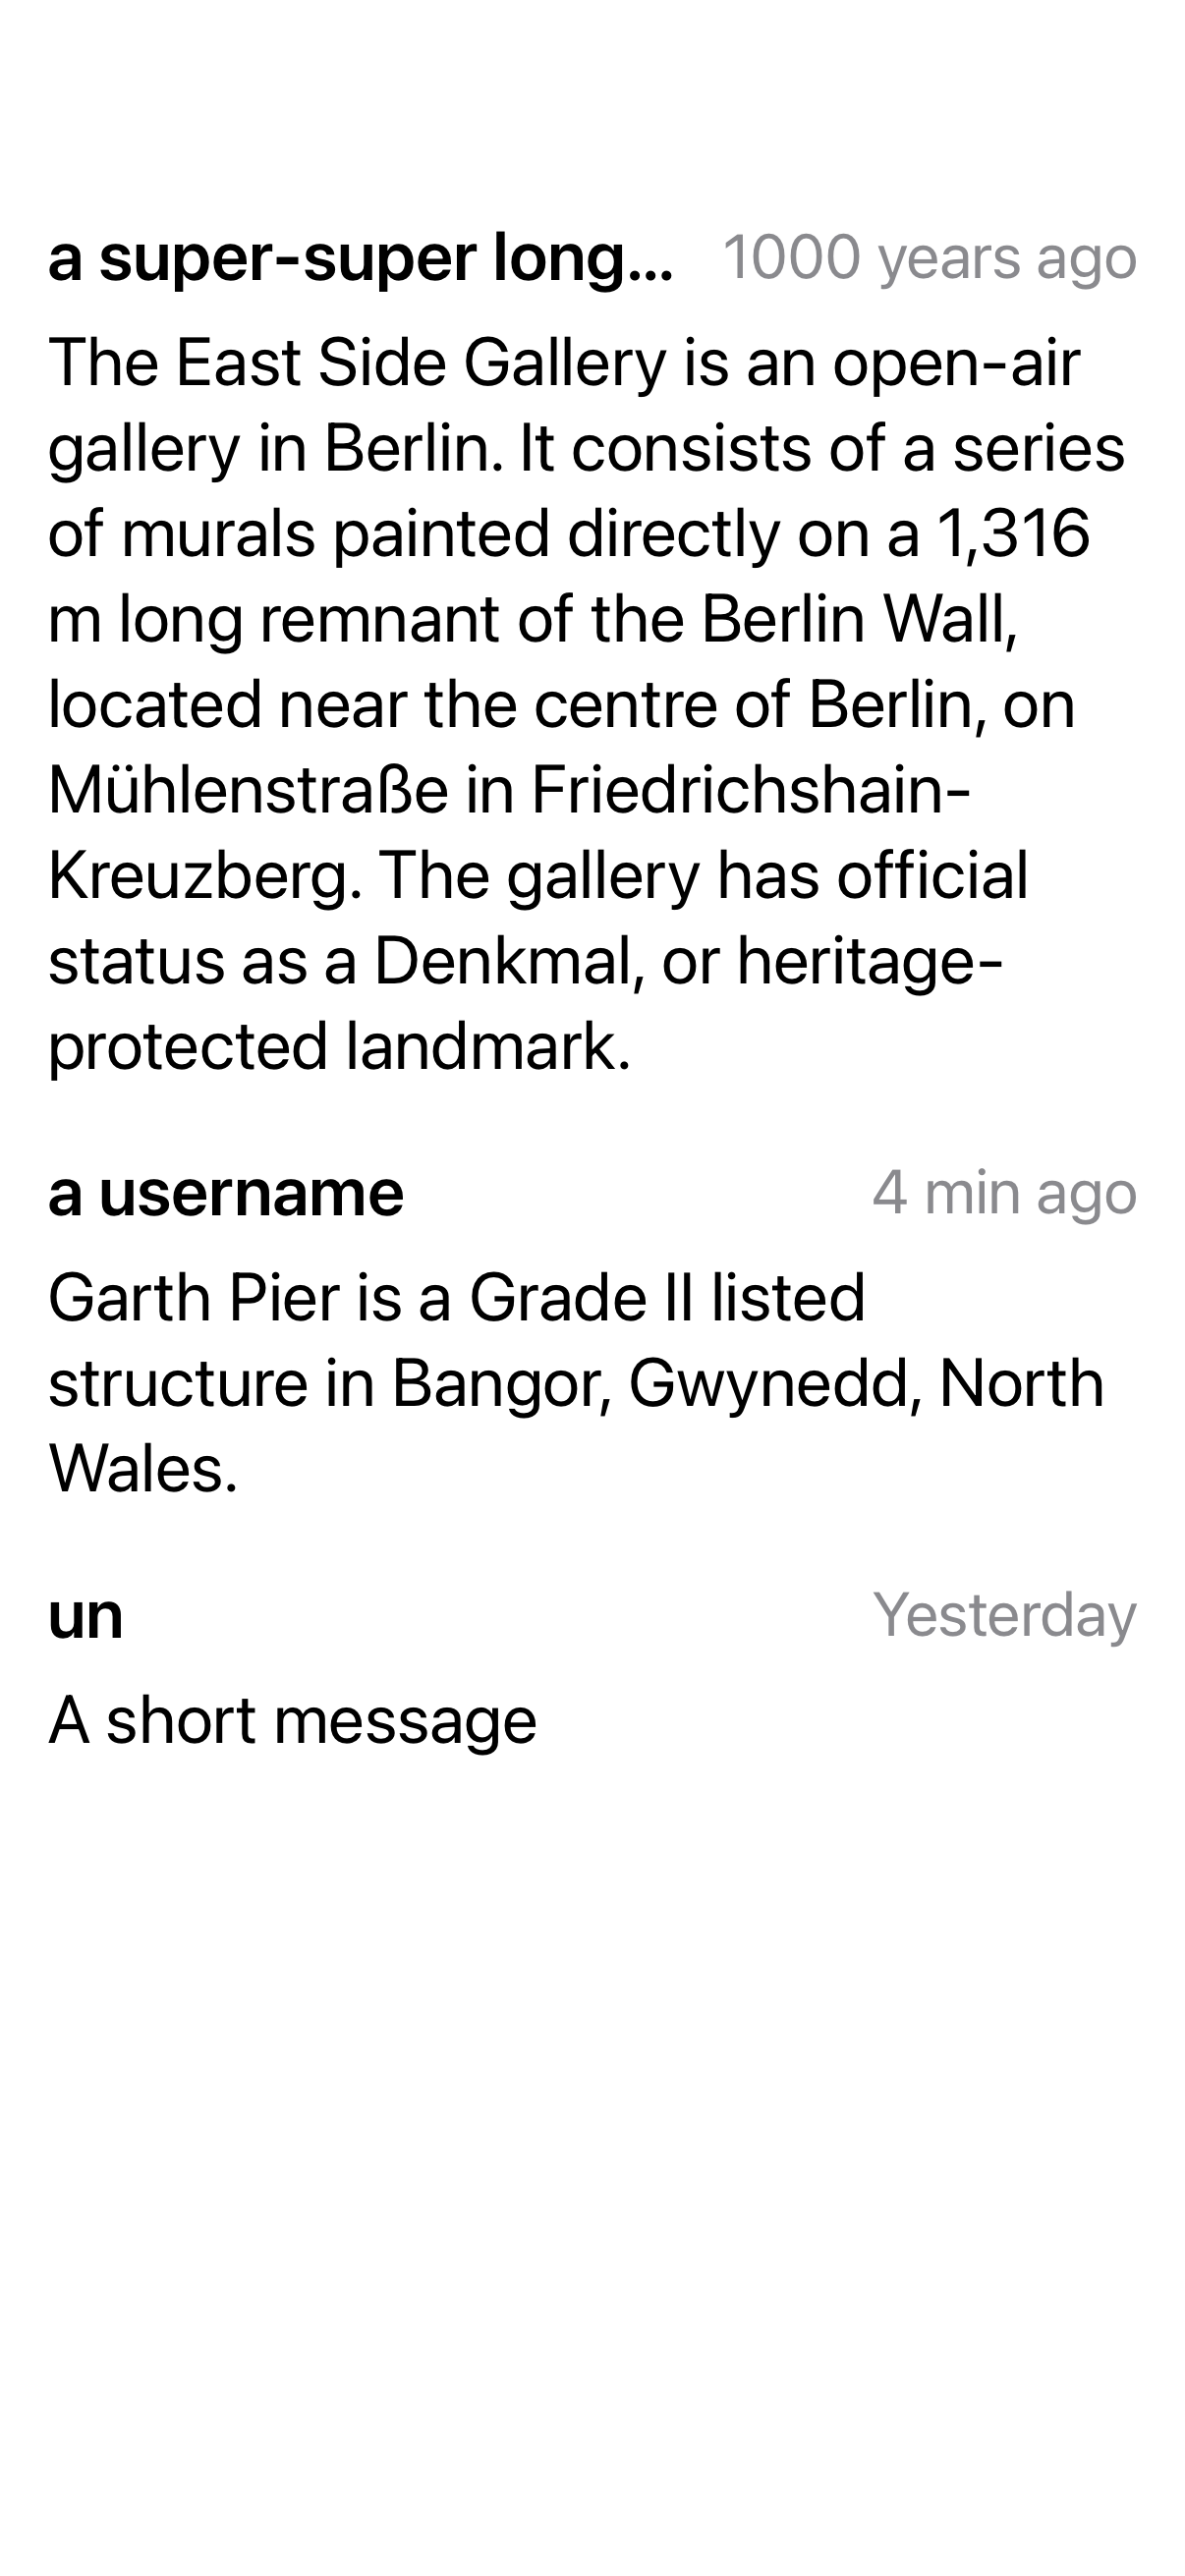 a super-super long...
1000 years ago
The East Side Gallery is an open-air
gallery in Berlin. It consists of a series
of murals painted directly on a 1,316
m long remnant of the Berlin Wall,
located near the centre of Berlin, on
Mühlenstraße in Friedrichshain-
Kreuzberg. The gallery has official
status as a Denkmal, or heritage-
protected landmark.
a username
4 min ago
Garth Pier is a Grade II listed
structure in Bangor, Gwynedd, North
Wales.
un
Yesterday
A short message